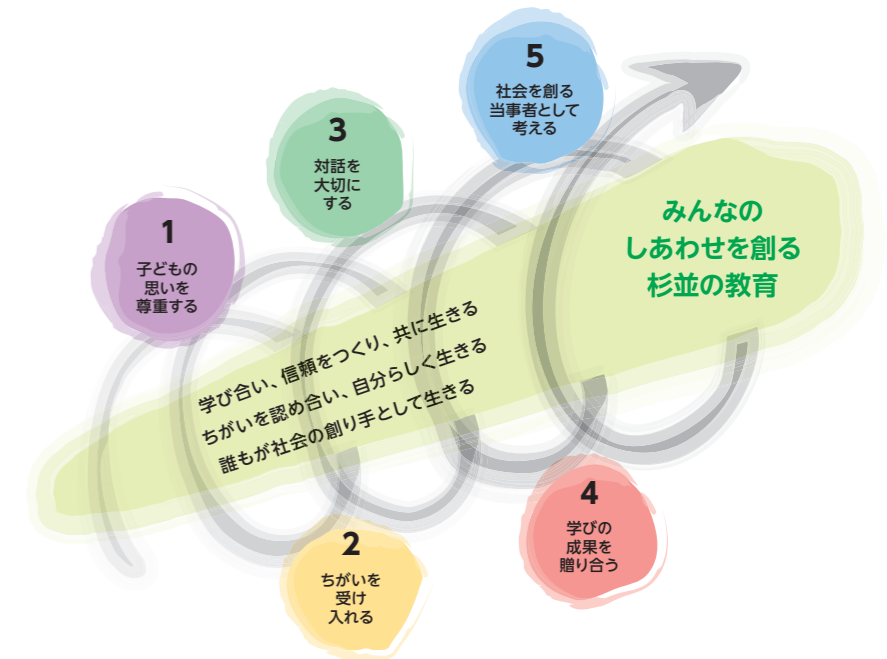 1
子どもの
思いを
尊重する
2
ちがいを
受け
入れる
3
対話を
大切に
する
4
学びの
成果を
贈り合う
5
社会を創る
当事者として
考える
学び合い、信頼をつくり、共に生きる
ちがいを認め合い、自分らしく生きる
誰もが社会の創り手として生きる
みんなの
しあわせを創る
杉並の教育